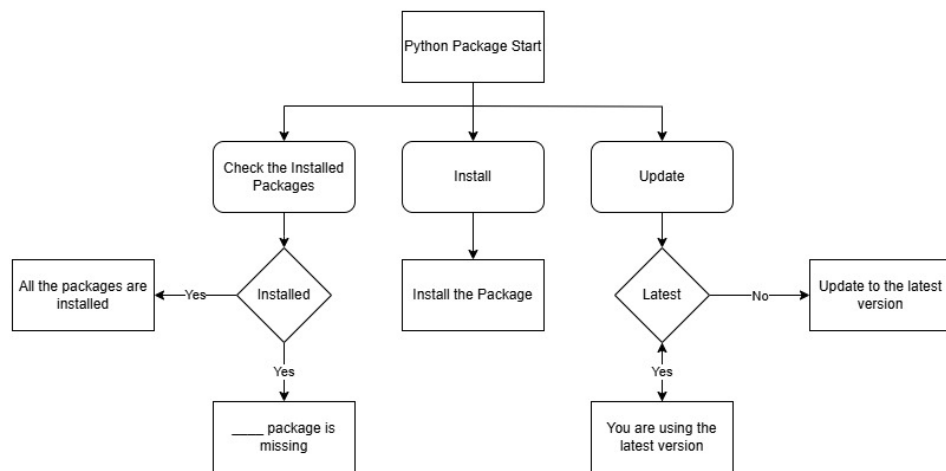 Python Package Start
Check the Installed
Packages
Install
Update
All the packages are
installed
Yes
Installed
Install the Package
Latest
No
Update to the latest
version
Yes
Yes
____ package is
missing
You are using the
latest version